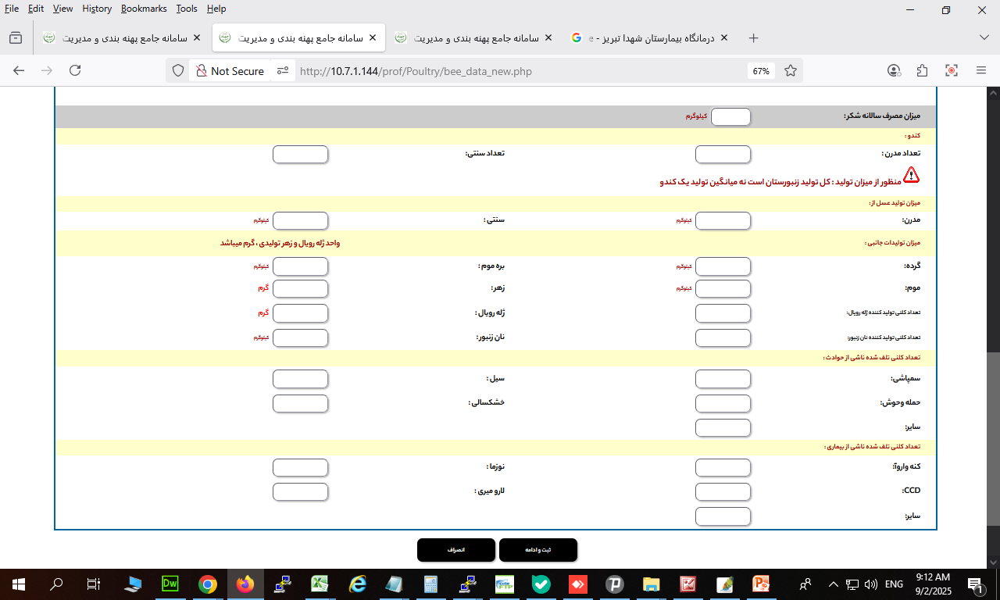 File Edit View History Bookmarks Tools Help
سامانه جامع پهنه بندی و مدیریت
سامانه جامع پهنه بندی و مدیریت
سامانه جامع پهنه بندی و مدیریت
درمانگاه بیمارستان شهدا تبریز - e
Not Secure http://10.7.1.144/prof/Poultry/bee_data_new.php 67%
میزان مصرف سالانه شکر: کیلوگرم
کندو :
تعداد مدرن : تعداد سنتی:
منظور از میزان تولید : کل تولید زنبورستان است نه میانگین تولید یک کندو
میزان تولید عسل از:
مدرن: کیلوگرم سنتی : کیلوگرم
میزان تولیدات جانبی : واحد ژله رویال و زهر تولیدی ، گرم میباشد
گرده: کیلوگرم بره موم : کیلوگرم
موم: کیلوگرم زهر: گرم
تعداد کلنی تولید کننده ژله رویال: ژله رویال : گرم
تعداد کلنی تولید کننده نان زنبور: نان زنبور: کیلوگرم
تعداد کلنی تلف شده ناشی از حوادث :
سمپاشی: سیل :
حمله وحوش: خشکسالی :
سایر:
تعداد کلنی تلف شده ناشی از بیماری :
کنه واروآ: نوزما :
CCD: لارو میری :
سایر:
ثبت و ادامه انصراف
Dw ENG 9:12 AM
9/2/2025 1